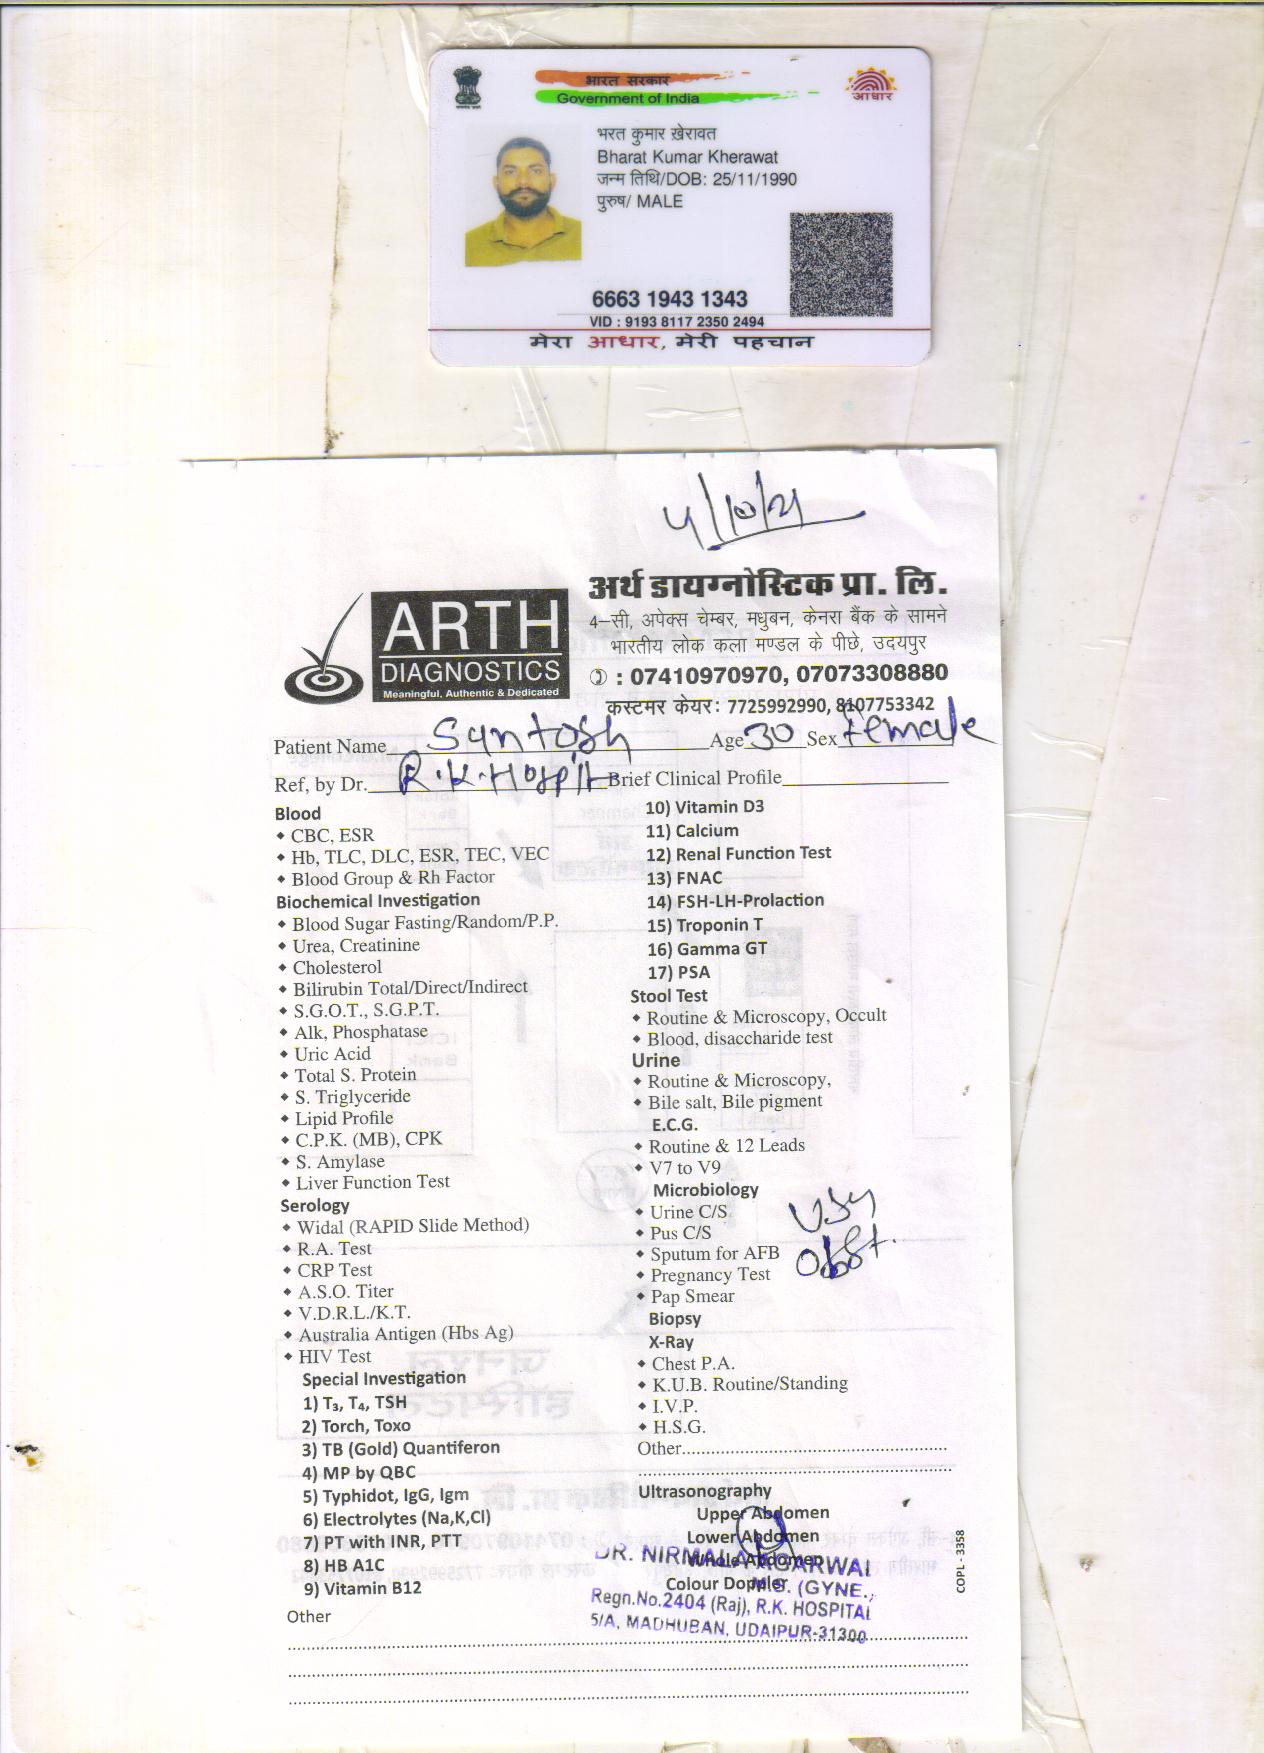 भारत सरकार
Government of India
आधार
भरत कुमार खेरावत
Bharat Kumar Kherawat
जन्म तिथि/DOB: 25/11/1990
पुरुष/ MALE
6663 1943 1343
VID : 9193 8117 2350 2494
मेरा आधार, मेरी पहचान
4/10/21
ARTH
DIAGNOSTICS
Meaningful, Authentic & Dedicated
अर्थ डायग्नोस्टिक प्रा. लि.
4–सी, अपेक्स चेम्बर, मधुबन, केनरा बैंक के सामने
भारतीय लोक कला मण्डल के पीछे, उदयपुर
: 07410970970, 07073308880
कस्टमर केयर: 7725992990, 8107753342
Patient Name Santosh Age 30 Sex Female
Ref, by Dr. R.K. Hospit Brief Clinical Profile
Blood
CBC, ESR
Hb, TLC, DLC, ESR, TEC, VEC
Blood Group & Rh Factor
Biochemical Investigation
Blood Sugar Fasting/Random/P.P.
Urea, Creatinine
Cholesterol
Bilirubin Total/Direct/Indirect
S.G.O.T., S.G.P.T.
Alk, Phosphatase
Uric Acid
Total S. Protein
S. Triglyceride
Lipid Profile
C.P.K. (MB), CPK
S. Amylase
Liver Function Test
Serology
Widal (RAPID Slide Method)
R.A. Test
CRP Test
A.S.O. Titer
V.D.R.L./K.T.
Australia Antigen (Hbs Ag)
HIV Test
Special Investigation
1) T₃, T₄, TSH
2) Torch, Toxo
3) TB (Gold) Quantiferon
4) MP by QBC
5) Typhidot, IgG, Igm
6) Electrolytes (Na,K,Cl)
7) PT with INR, PTT
8) HB A1C
9) Vitamin B12
Other
10) Vitamin D3
11) Calcium
12) Renal Function Test
13) FNAC
14) FSH-LH-Prolaction
15) Troponin T
16) Gamma GT
17) PSA
Stool Test
Routine & Microscopy, Occult
Blood, disaccharide test
Urine
Routine & Microscopy,
Bile salt, Bile pigment
E.C.G.
Routine & 12 Leads
V7 to V9
Microbiology
Urine C/S
Pus C/S
Sputum for AFB
Pregnancy Test
Pap Smear
USG
Obst.
Biopsy
X-Ray
Chest P.A.
K.U.B. Routine/Standing
I.V.P.
H.S.G.
Other
Ultrasonography
Upper Abdomen
Lower Abdomen
Whole Abdomen
Colour Doppler
DR. NIRMALA AGARWAL
M.S. (GYNE.)
Regn.No.2404 (Raj), R.K. HOSPITAL
5/A, MADHUBAN, UDAIPUR-31300
COPL - 3358